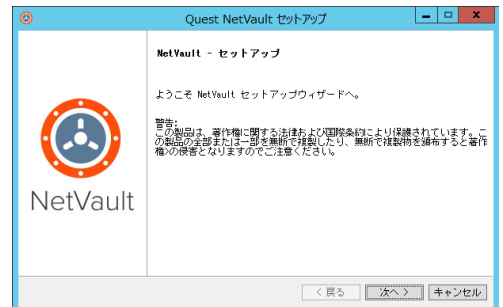 Quest NetVault セットアップ
NetVault - セットアップ
ようこそ NetVault セットアップウィザードへ。
警告:
この製品は、著作権に関する法律および国際条約により保護されています。こ
の製品の全部または一部を無断で複製したり、無断で複製物を頒布すると著作
権の侵害となりますのでご注意ください。
NetVault
< 戻る
次へ >
キャンセル